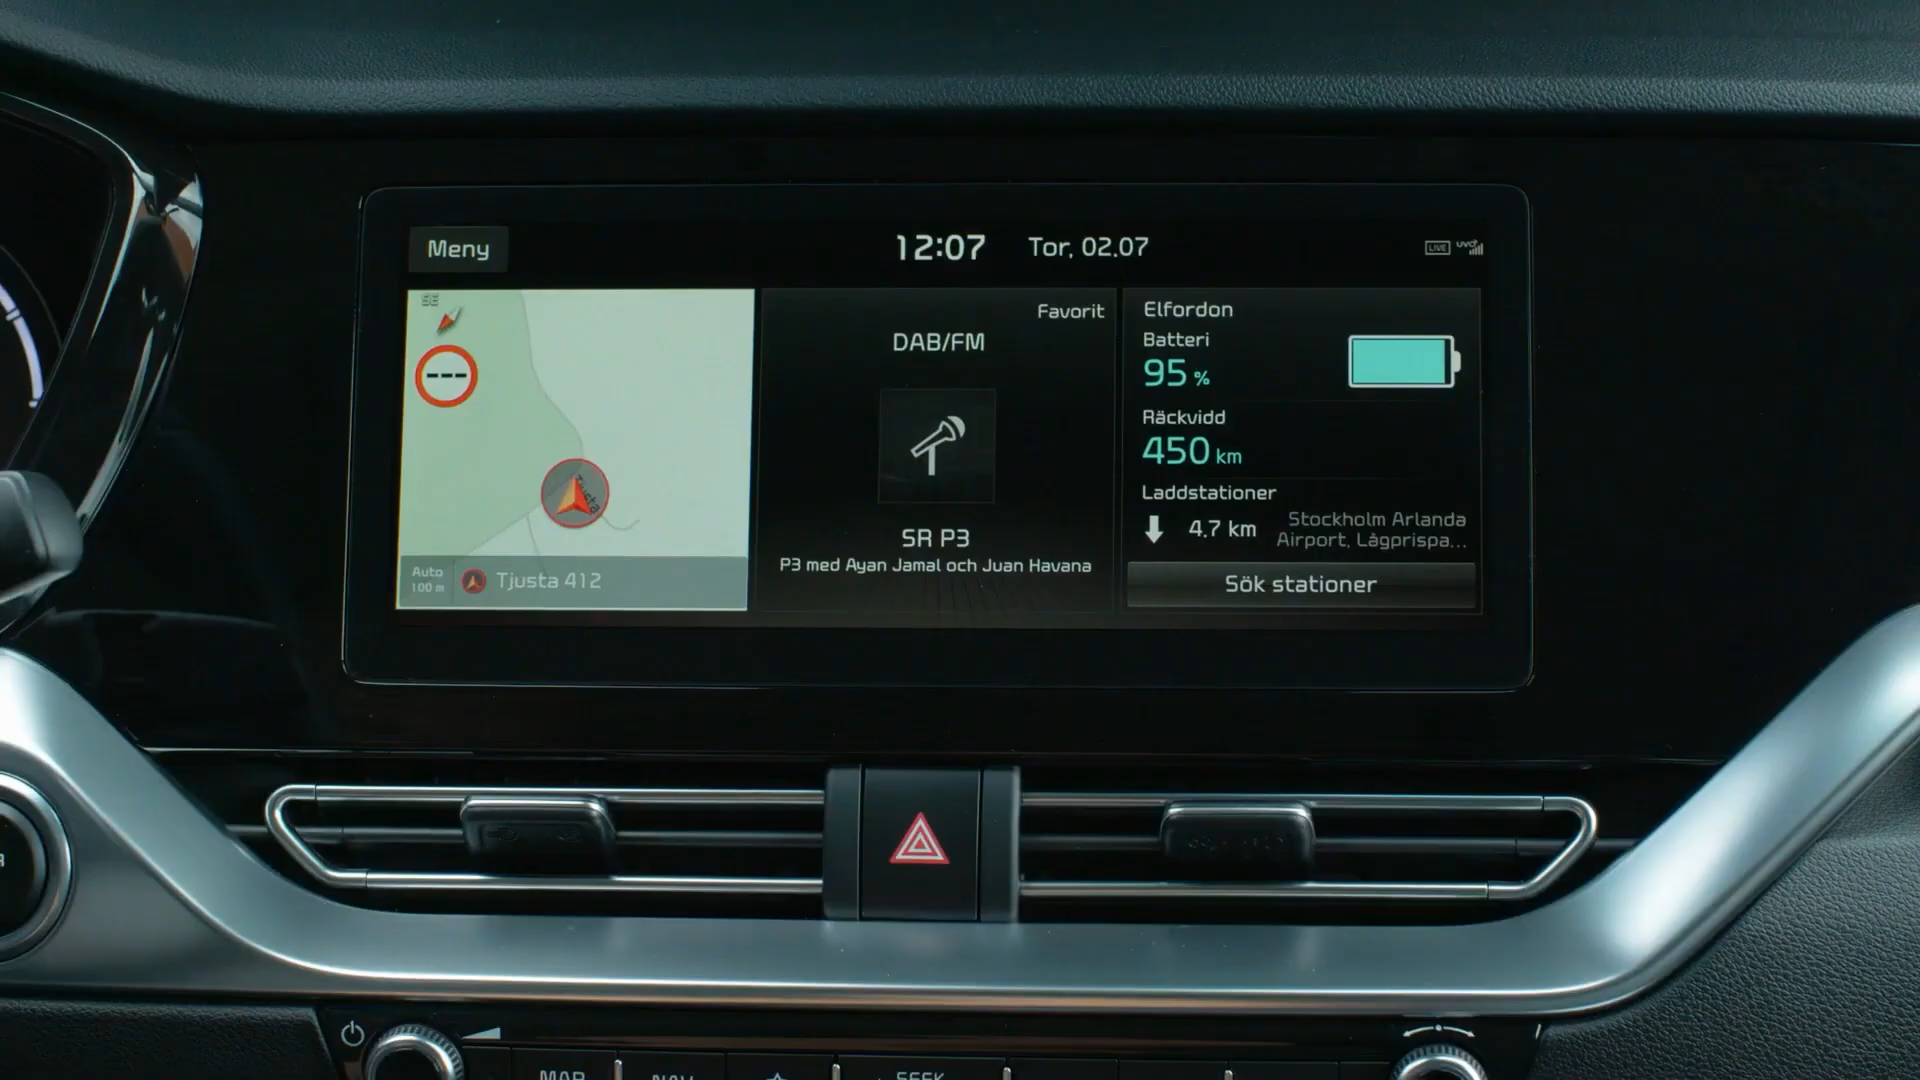 Meny
12:07 Tor, 02.07
LIVE UVO
Favorit
DAB/FM
SR P3
P3 med Ayan Jamal och Juan Havana
Elfordon
Batteri
95 %
Räckvidd
450 km
Laddstationer
4.7 km
Stockholm Arlanda
Airport, Lågprispa...
Sök stationer
---
Tjusta
Auto
100 m
Tjusta 412
MAP NAV SEEK